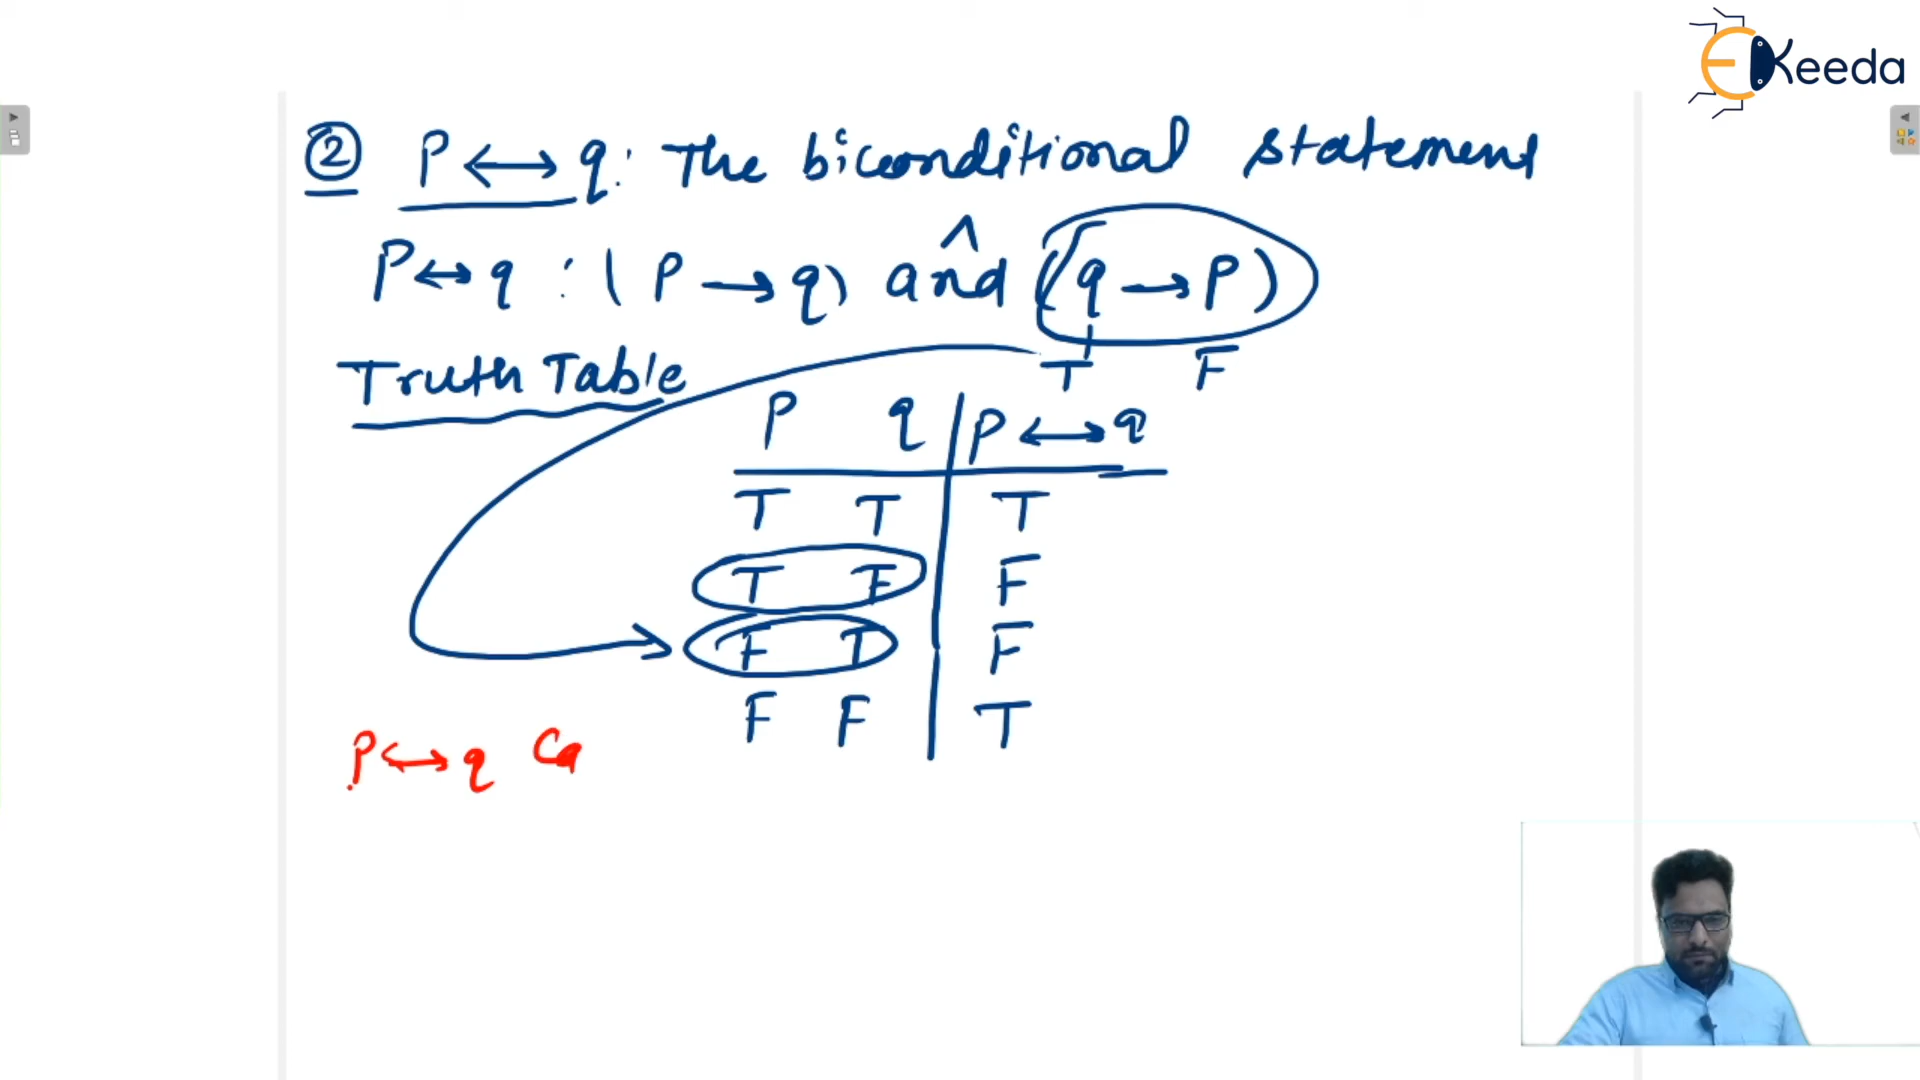 EKeeda
② P ↔ q : The biconditional statement
P ↔ q : (P → q) and (q → P)
^
T F
Truth Table
P q P ↔ q
T T T
T F F
F T F
F F T
P ↔ q Ca